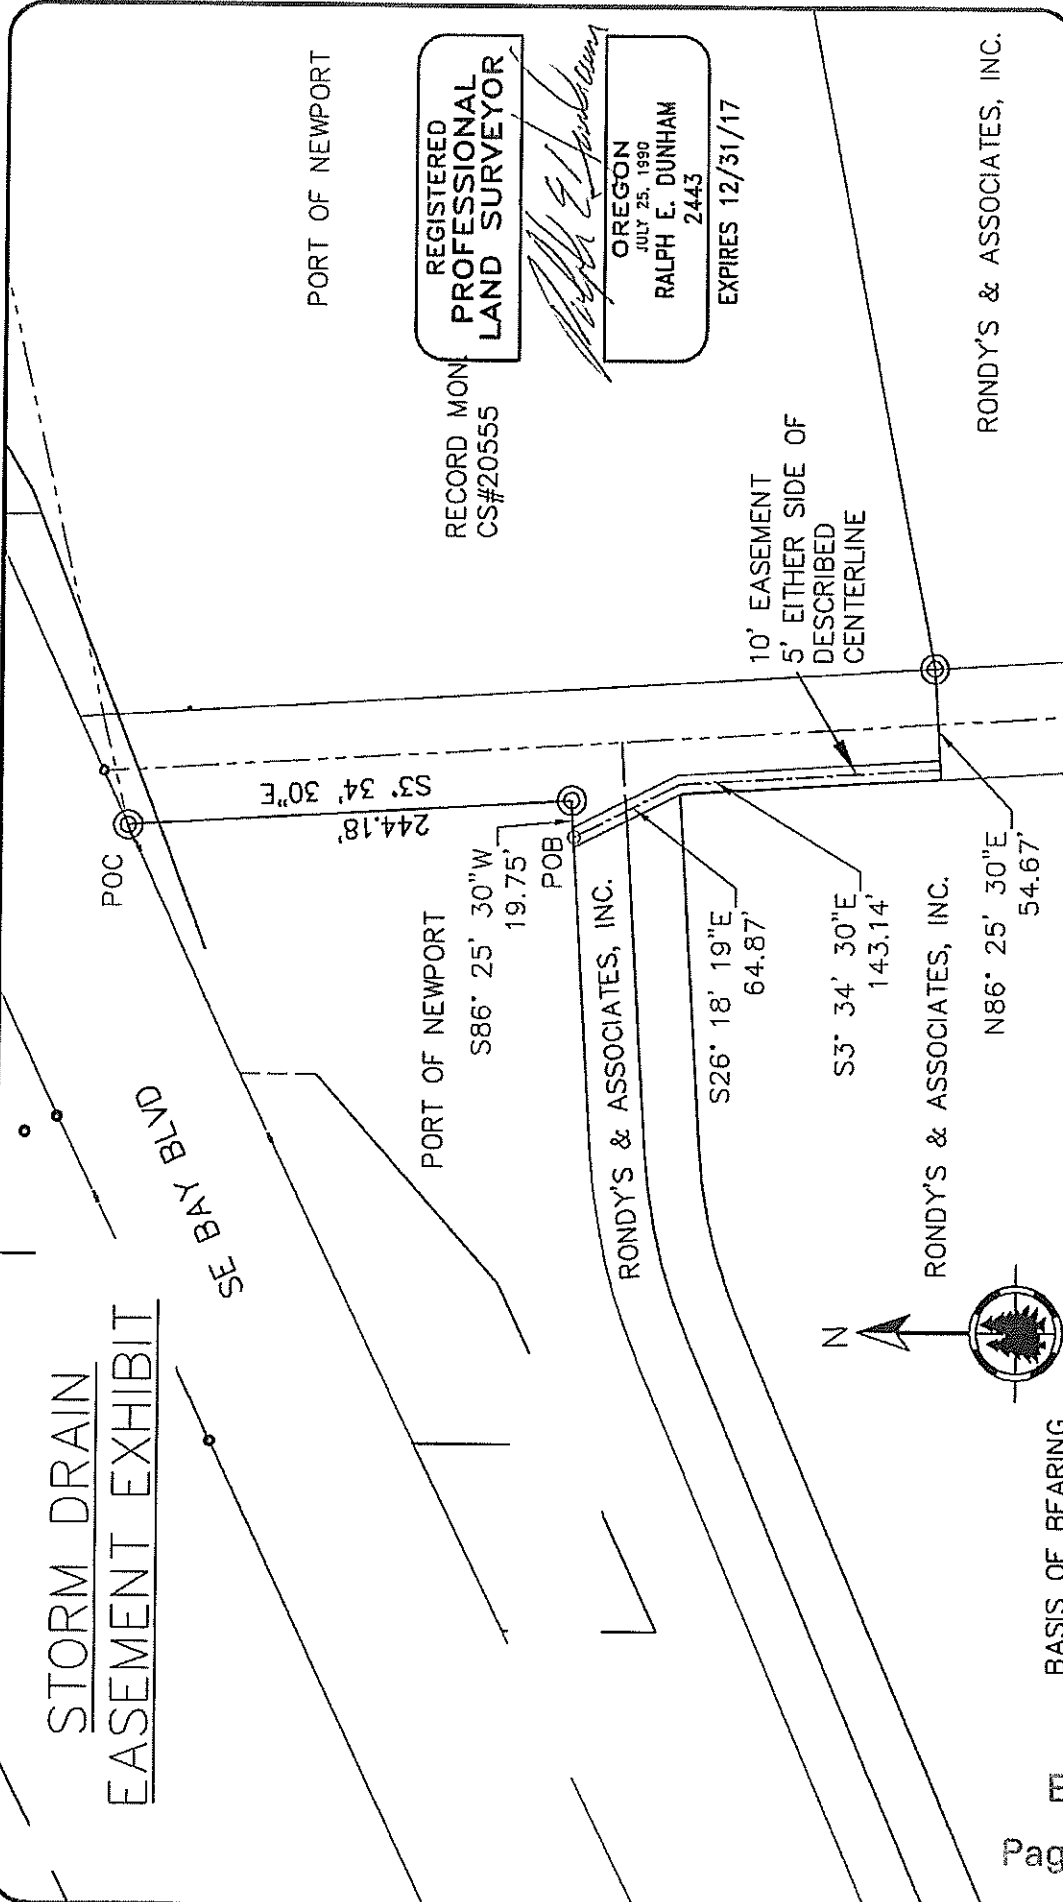 STORM DRAIN
EASEMENT EXHIBIT
SE BAY BLVD
PORT OF NEWPORT
POC
S3° 34' 30"E
244.18'
PORT OF NEWPORT
S86° 25' 30"W
19.75'
POB
RECORD MON
CS#20555
REGISTERED
PROFESSIONAL
LAND SURVEYOR
OREGON
JULY 25, 1990
RALPH E. DUNHAM
2443
EXPIRES 12/31/17
RONDY'S & ASSOCIATES, INC.
10' EASEMENT
5' EITHER SIDE OF
DESCRIBED
CENTERLINE
S26° 18' 19"E
64.87'
S3° 34' 30"E
143.14'
RONDY'S & ASSOCIATES, INC.
N86° 25' 30"E
54.67'
RONDY'S & ASSOCIATES, INC.
N
BASIS OF BEARING
Pag